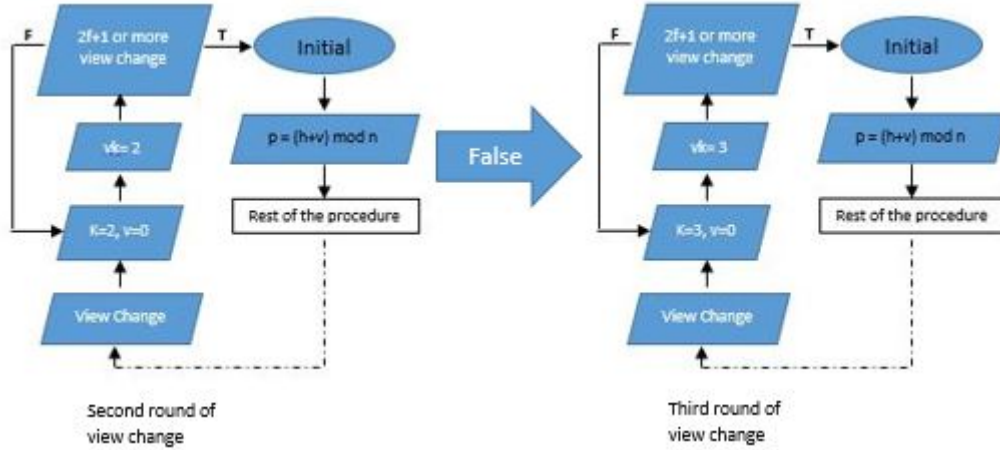 F
2f+1 or more
view change
T
Initial
vk= 2
p = (h+v) mod n
K=2, v=0
Rest of the procedure
View Change
Second round of
view change
False
F
2f+1 or more
view change
T
Initial
vk= 3
p = (h+v) mod n
K=3, v=0
Rest of the procedure
View Change
Third round of
view change